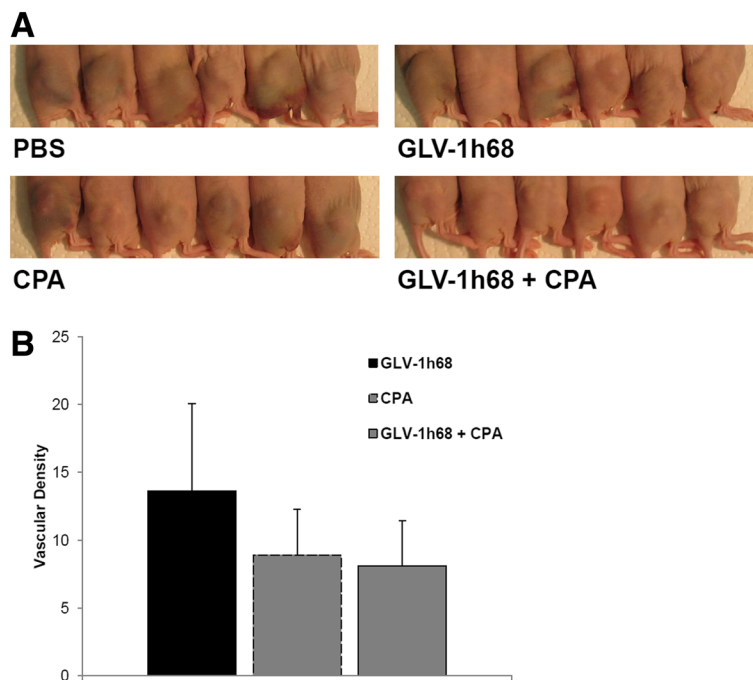 A
PBS
GLV-1h68
CPA
GLV-1h68 + CPA
B
25
20
15
10
5
0
Vascular Density
GLV-1h68
CPA
GLV-1h68 + CPA